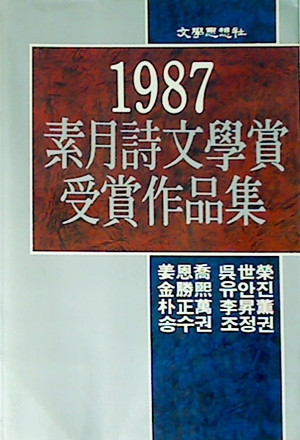 文學思想社
1987
素月詩文學賞
受賞作品集
姜恩喬 吳世榮
金勝熙 유안진
朴正萬 李昇薰
송수권 조정권